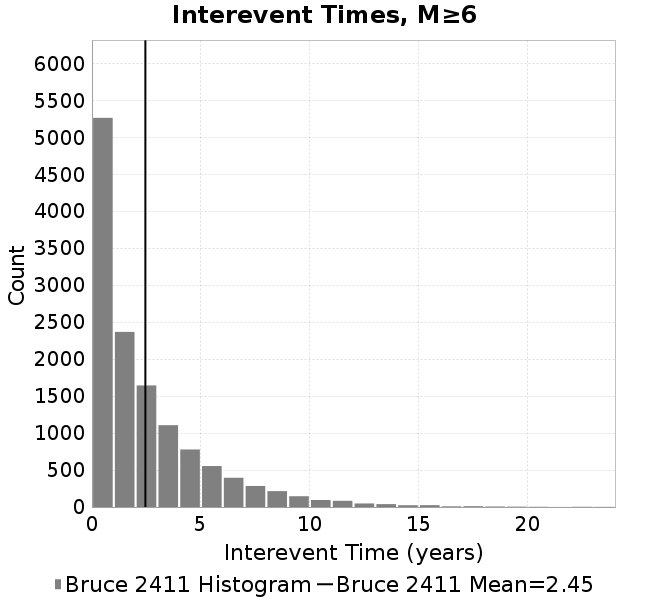 Interevent Times, M≥6
6000
5500
5000
4500
4000
3500
3000
2500
2000
1500
1000
500
0
Count
0 5 10 15 20
Interevent Time (years)
Bruce 2411 Histogram Bruce 2411 Mean=2.45